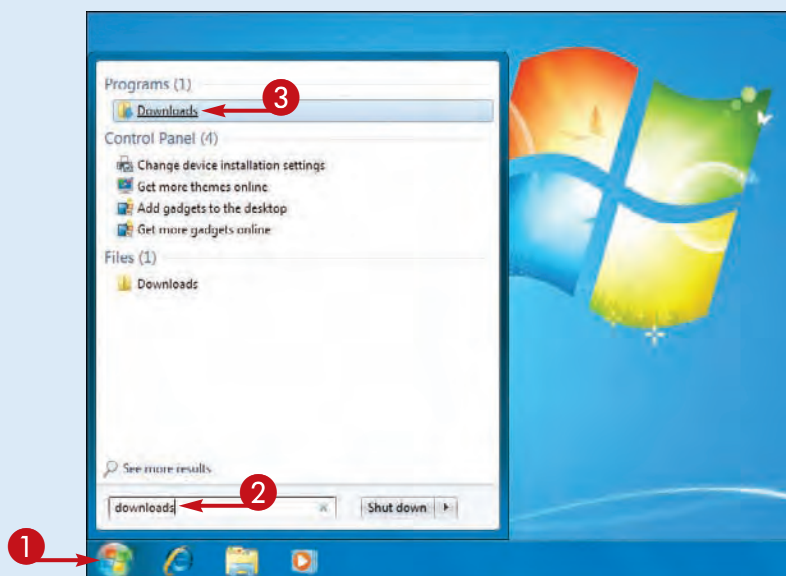 Programs (1)
Downloads
3
Control Panel (4)
Change device installation settings
Get more themes online
Add gadgets to the desktop
Get more gadgets online
Files (1)
Downloads
See more results
downloads
2
Shut down
1